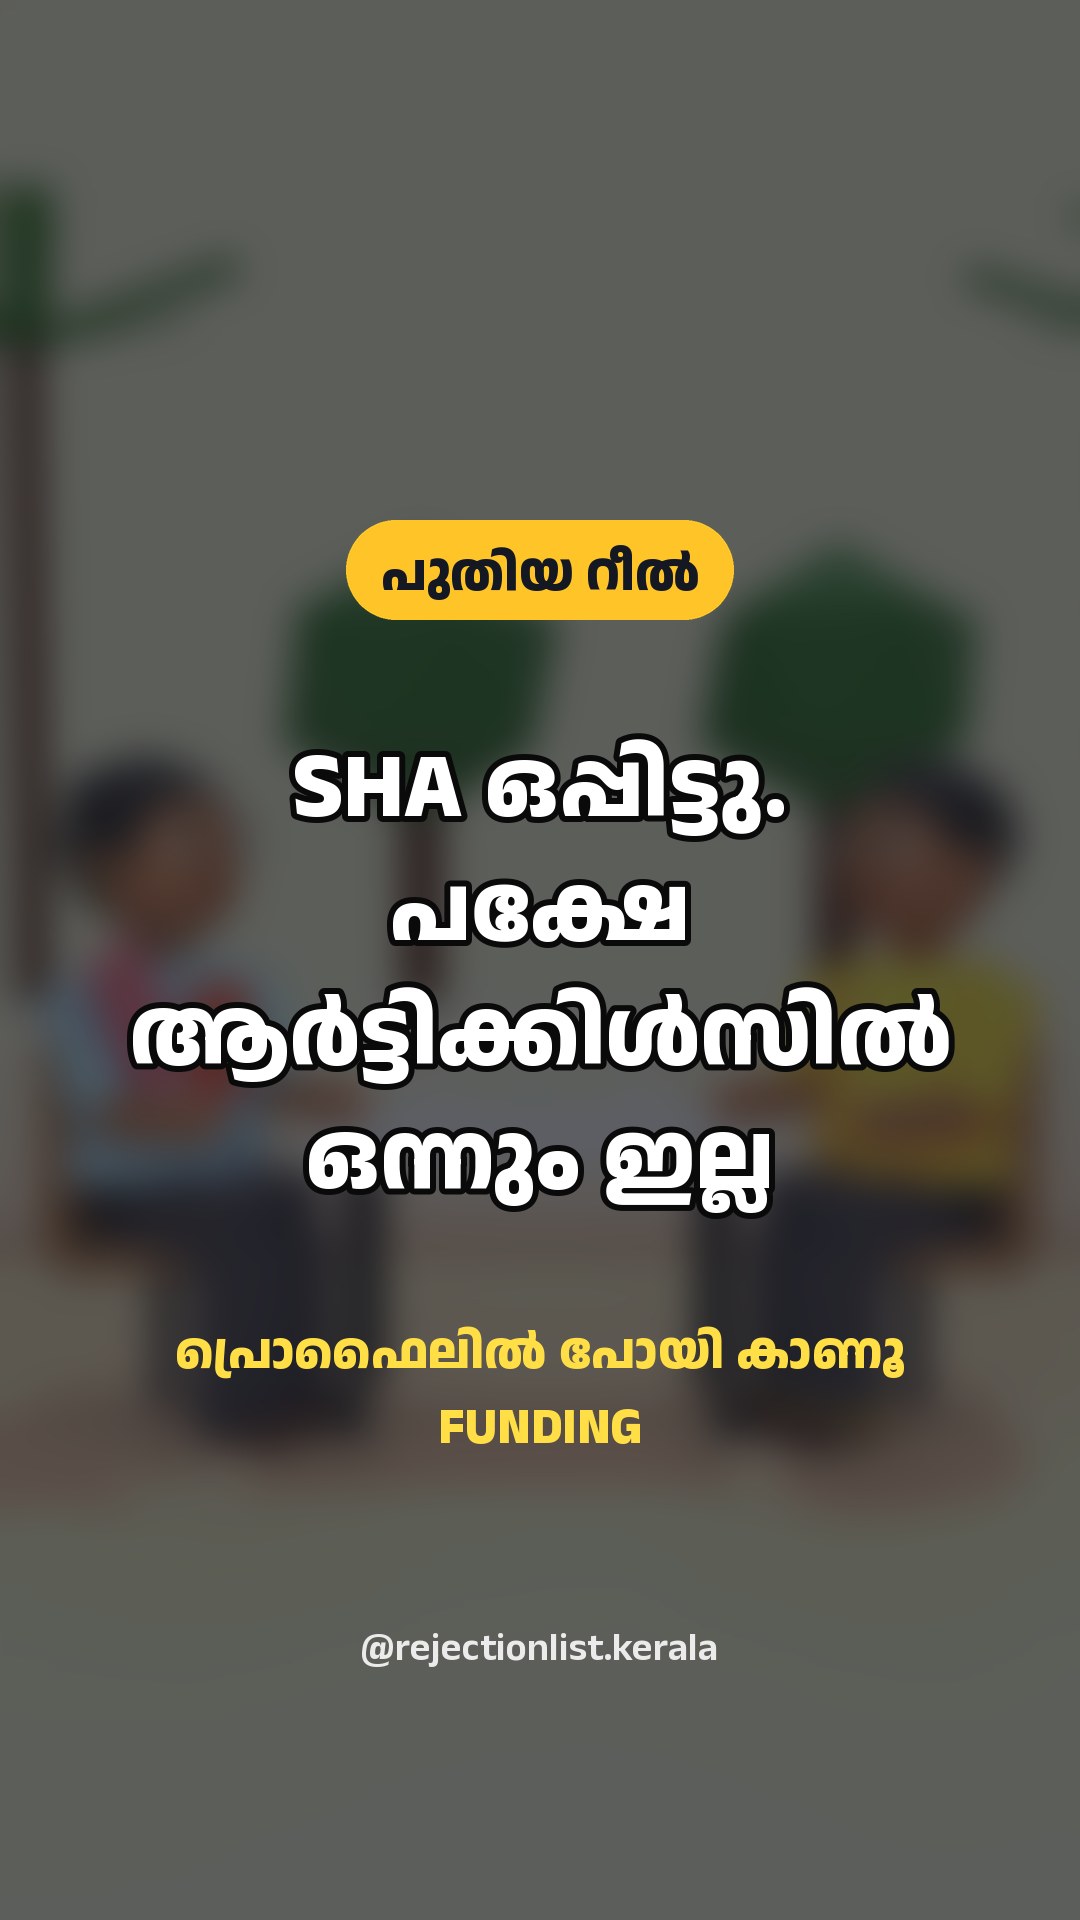 പുതിയ റീൽ
SHA ഒപ്പിട്ടു.
പക്ഷേ
ആർട്ടിക്കിൾസിൽ
ഒന്നും ഇല്ല
പ്രൊഫൈലിൽ പോയി കാണൂ
FUNDING
@rejectionlist.kerala